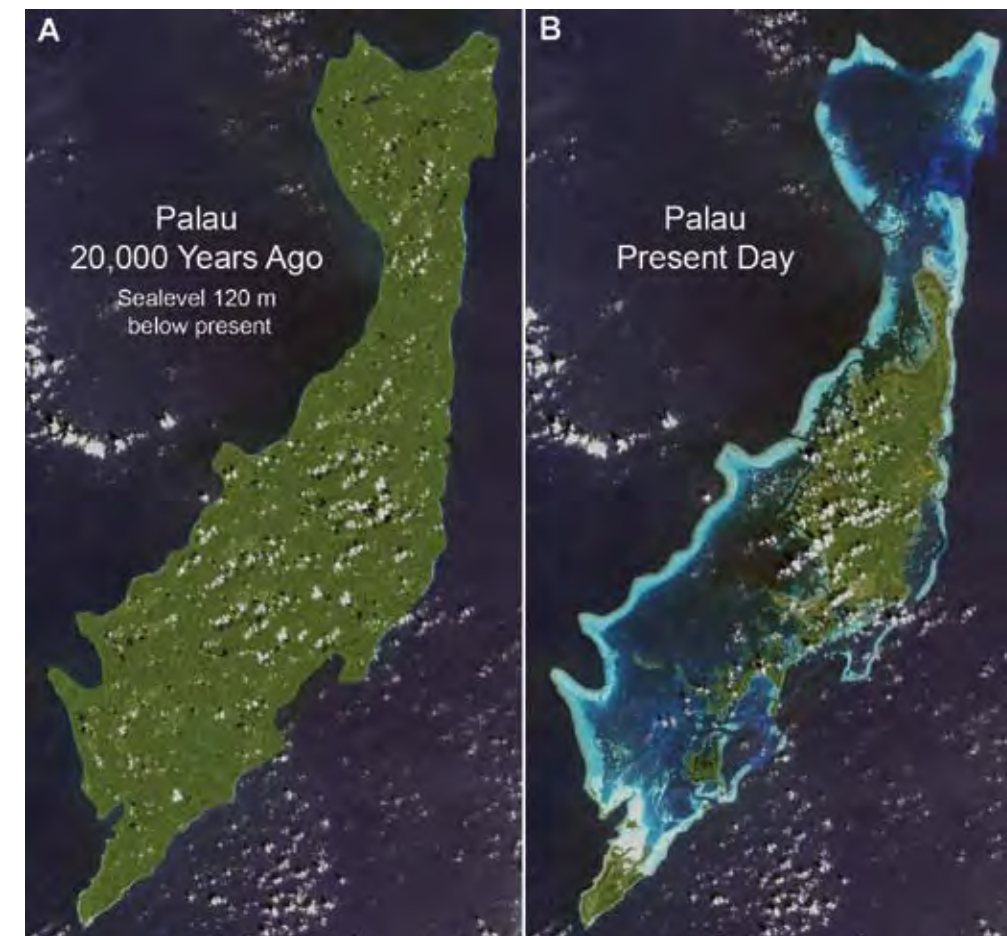 A
Palau
20,000 Years Ago
Sealevel 120 m
below present
B
Palau
Present Day